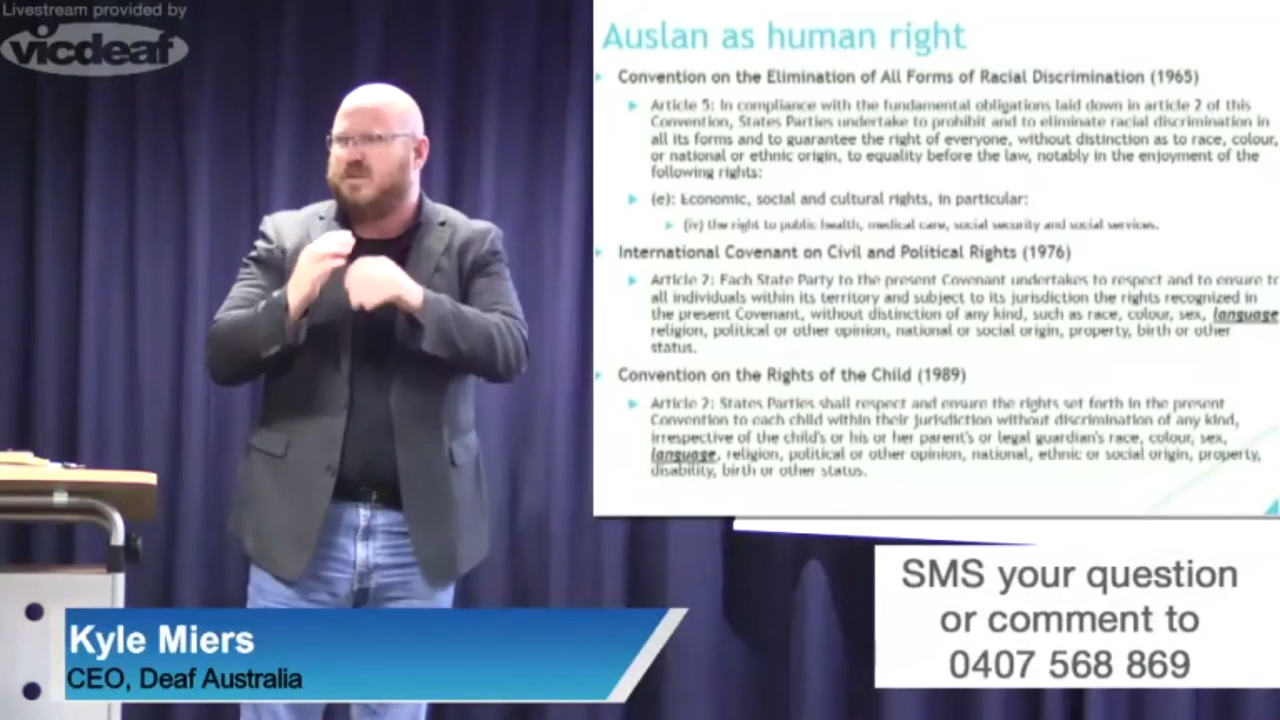 Livestream provided by
vicdeaf
Auslan as human right
Convention on the Elimination of All Forms of Racial Discrimination (1965)
Article 5: In compliance with the fundamental obligations laid down in article 2 of this
Convention, States Parties undertake to prohibit and to eliminate racial discrimination in
all its forms and to guarantee the right of everyone, without distinction as to race, colour,
or national or ethnic origin, to equality before the law, notably in the enjoyment of the
following rights:
(e): Economic, social and cultural rights, in particular:
(iv) the right to public health, medical care, social security and social services.
International Covenant on Civil and Political Rights (1976)
Article 2: Each State Party to the present Covenant undertakes to respect and to ensure to
all individuals within its territory and subject to its jurisdiction the rights recognized in
the present Covenant, without distinction of any kind, such as race, colour, sex, language
religion, political or other opinion, national or social origin, property, birth or other
status.
Convention on the Rights of the Child (1989)
Article 2: States Parties shall respect and ensure the rights set forth in the present
Convention to each child within their jurisdiction without discrimination of any kind,
irrespective of the child's or his or her parent's or legal guardian's race, colour, sex,
language, religion, political or other opinion, national, ethnic or social origin, property,
disability, birth or other status.
SMS your question
or comment to
0407 568 869
Kyle Miers
CEO, Deaf Australia